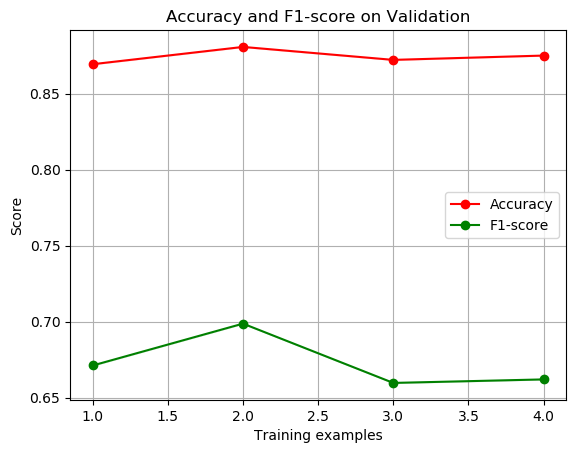 Accuracy and F1-score on Validation
0.85
0.80
0.75
0.70
0.65
Score
Accuracy
F1-score
1.0 1.5 2.0 2.5 3.0 3.5 4.0
Training examples